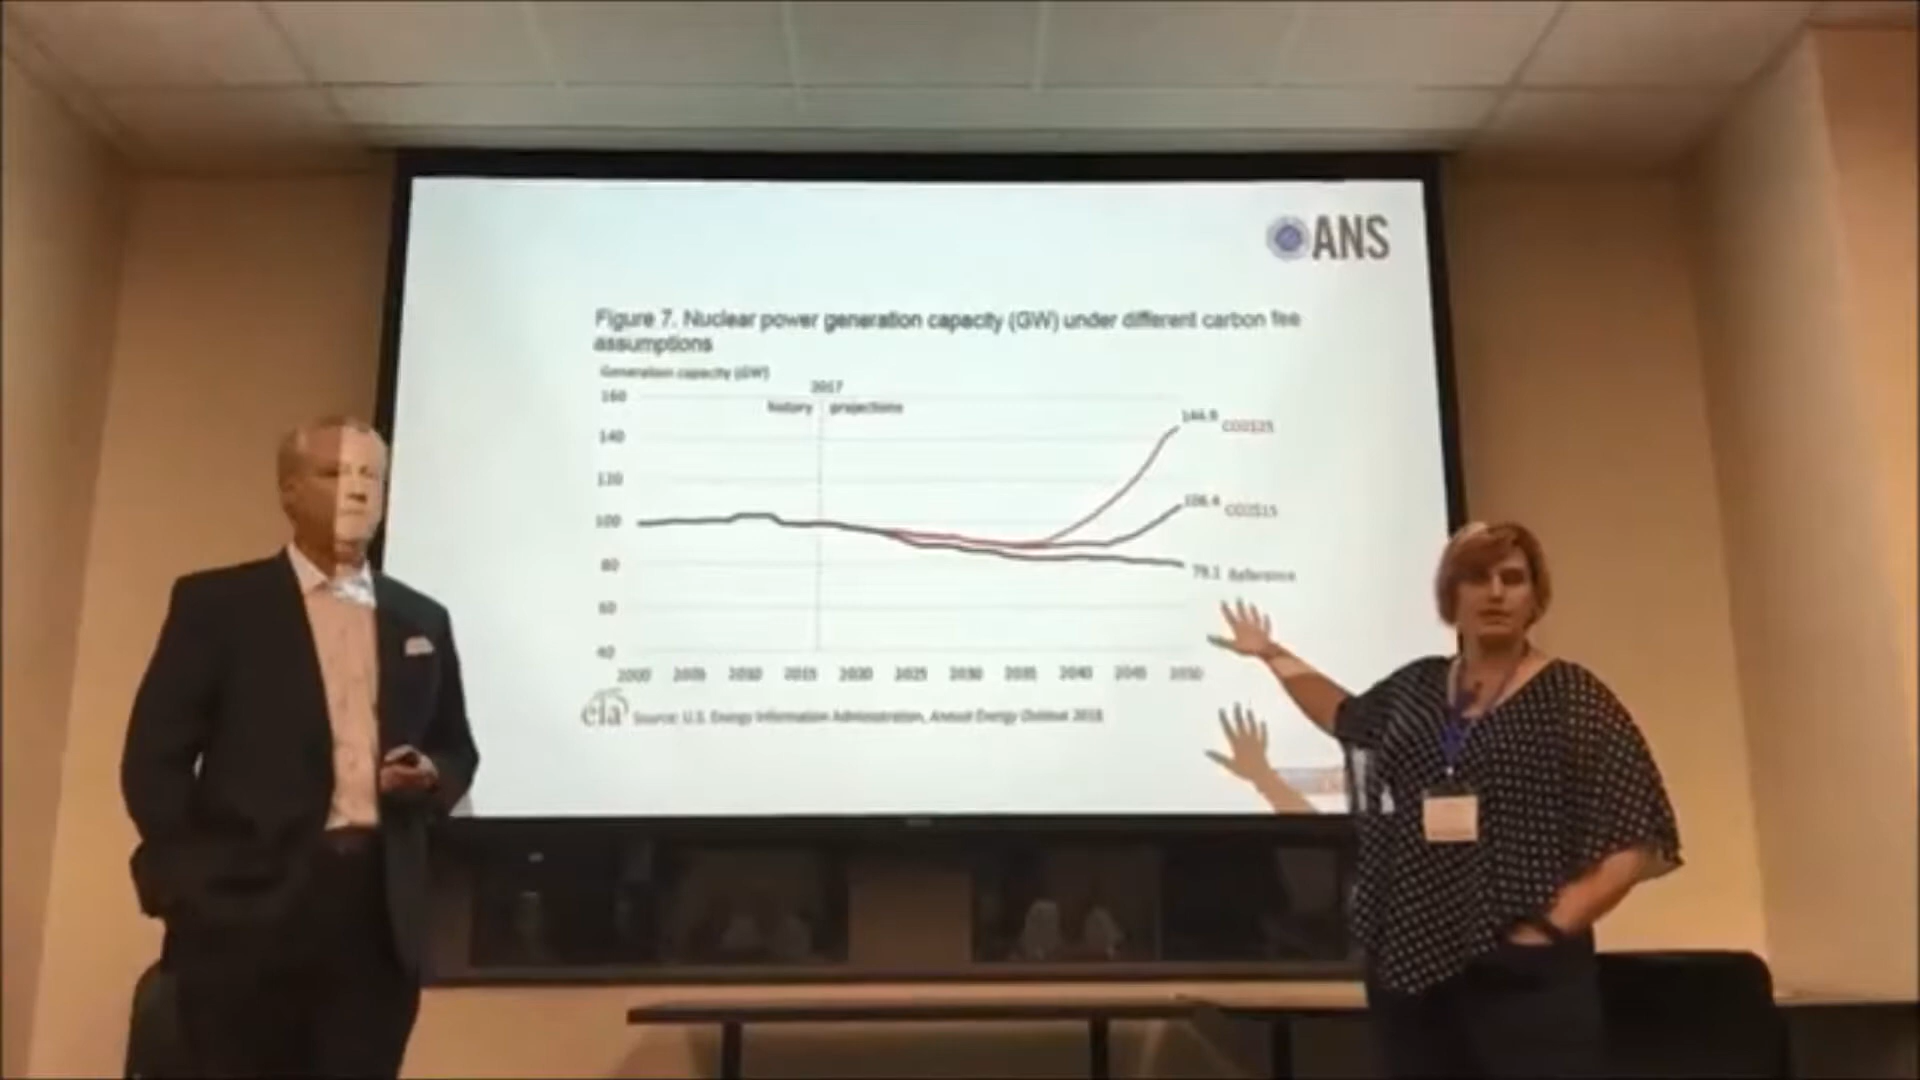 ANS
Figure 7. Nuclear power generation capacity (GW) under different carbon fee
assumptions
Generation capacity (GW)
2017
history projections
160
140
120
100
80
60
40
144.9 CO2$25
106.4 CO2$15
79.1 Reference
2000 2005 2010 2015 2020 2025 2030 2035 2040 2045 2050
eia Source: U.S. Energy Information Administration, Annual Energy Outlook 2018